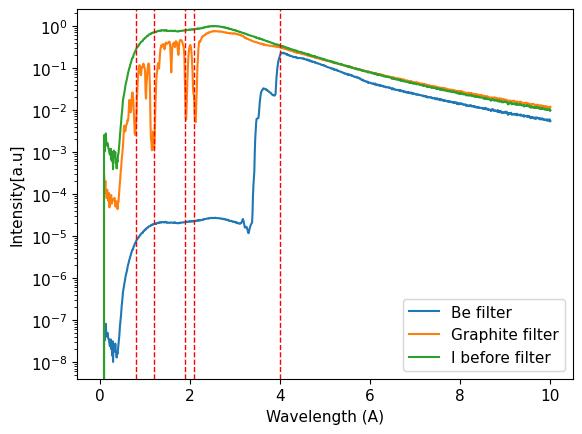 Intensity[a.u]
10⁰
10⁻¹
10⁻²
10⁻³
10⁻⁴
10⁻⁵
10⁻⁶
10⁻⁷
10⁻⁸
Be filter
Graphite filter
I before filter
0 2 4 6 8 10
Wavelength (A)